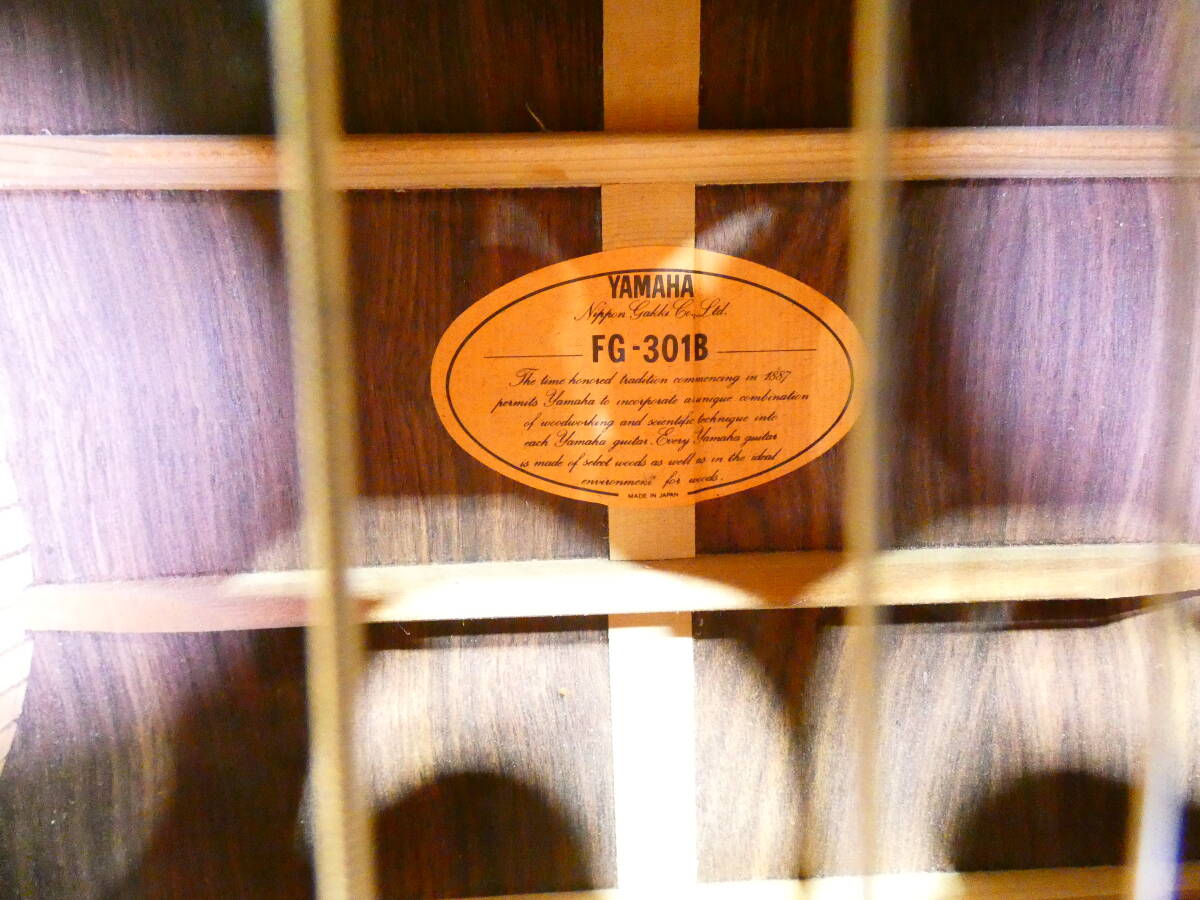 YAMAHA
Nippon Gakki Co., Ltd.
FG-301B
The time honored tradition commencing in 1887
permits Yamaha to incorporate a unique combination
of woodworking and scientific technique into
each Yamaha guitar. Every Yamaha guitar
is made of select woods as well as in the ideal
environment for woods.
MADE IN JAPAN